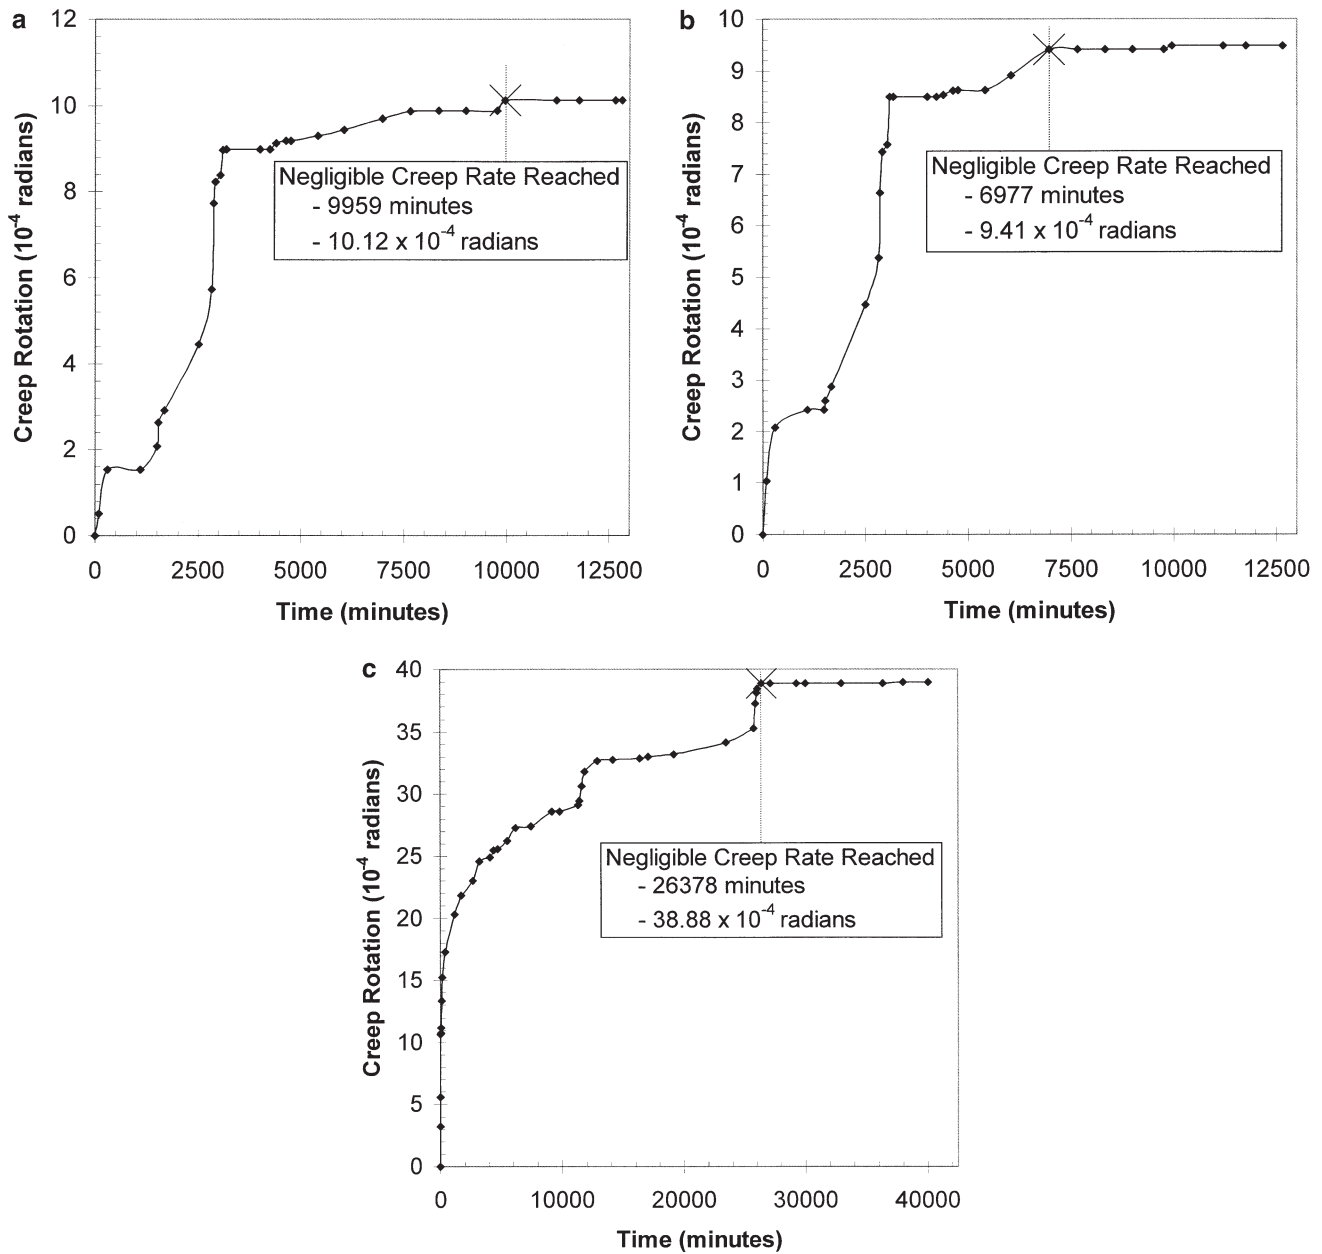 a
12
10
8
6
4
2
0
Creep Rotation (10-4 radians)
Negligible Creep Rate Reached
- 9959 minutes
- 10.12 x 10-4 radians
0 2500 5000 7500 10000 12500
Time (minutes)
b
10
9
8
7
6
5
4
3
2
1
0
Creep Rotation (10-4 radians)
Negligible Creep Rate Reached
- 6977 minutes
- 9.41 x 10-4 radians
0 2500 5000 7500 10000 12500
Time (minutes)
c
40
35
30
25
20
15
10
5
0
Creep Rotation (10-4 radians)
Negligible Creep Rate Reached
- 26378 minutes
- 38.88 x 10-4 radians
0 10000 20000 30000 40000
Time (minutes)